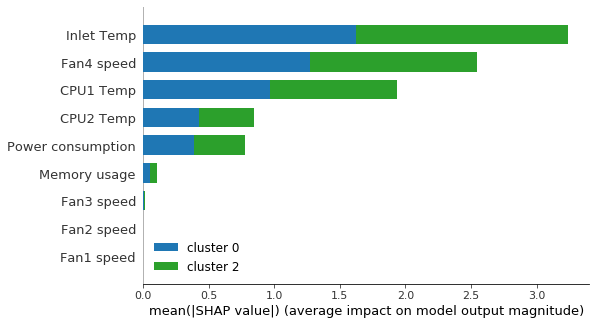 Inlet Temp
Fan4 speed
CPU1 Temp
CPU2 Temp
Power consumption
Memory usage
Fan3 speed
Fan2 speed
Fan1 speed
cluster 0
cluster 2
0.0 0.5 1.0 1.5 2.0 2.5 3.0
mean(|SHAP value|) (average impact on model output magnitude)